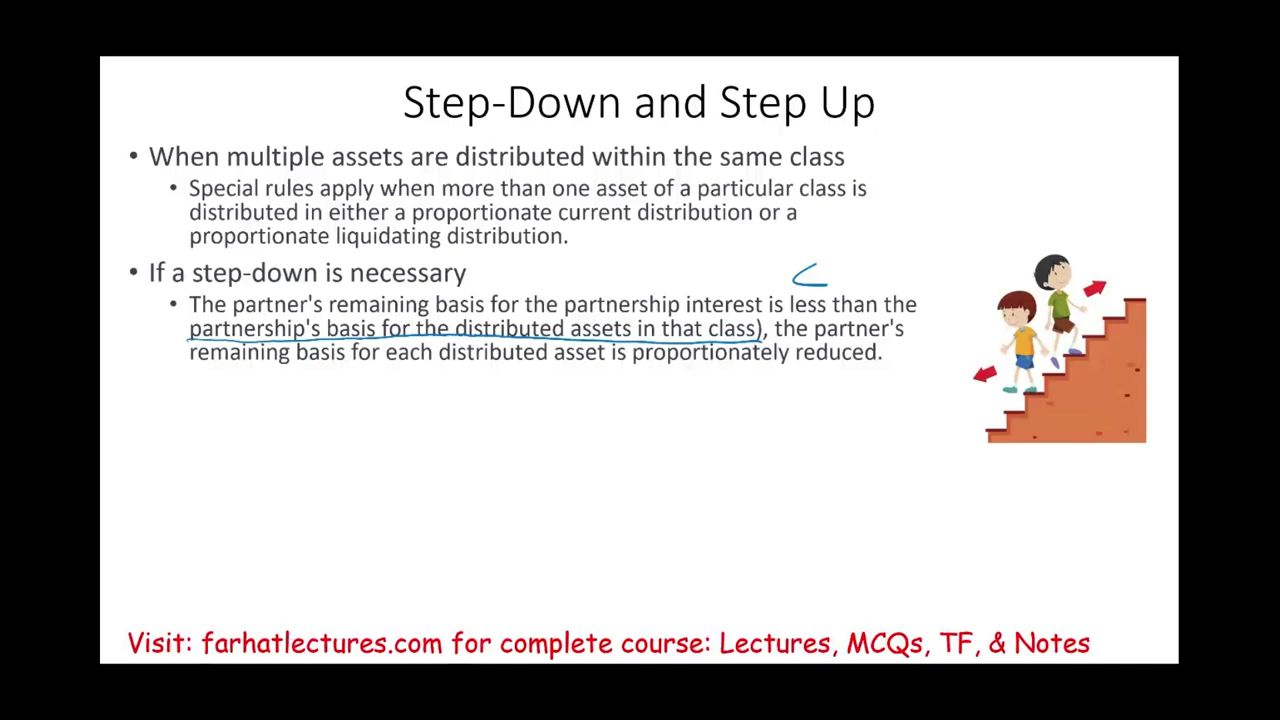 Step-Down and Step Up
• When multiple assets are distributed within the same class
• Special rules apply when more than one asset of a particular class is
distributed in either a proportionate current distribution or a
proportionate liquidating distribution.
• If a step-down is necessary
<
• The partner's remaining basis for the partnership interest is less than the
partnership's basis for the distributed assets in that class), the partner's
remaining basis for each distributed asset is proportionately reduced.
Visit: farhatlectures.com for complete course: Lectures, MCQs, TF, & Notes